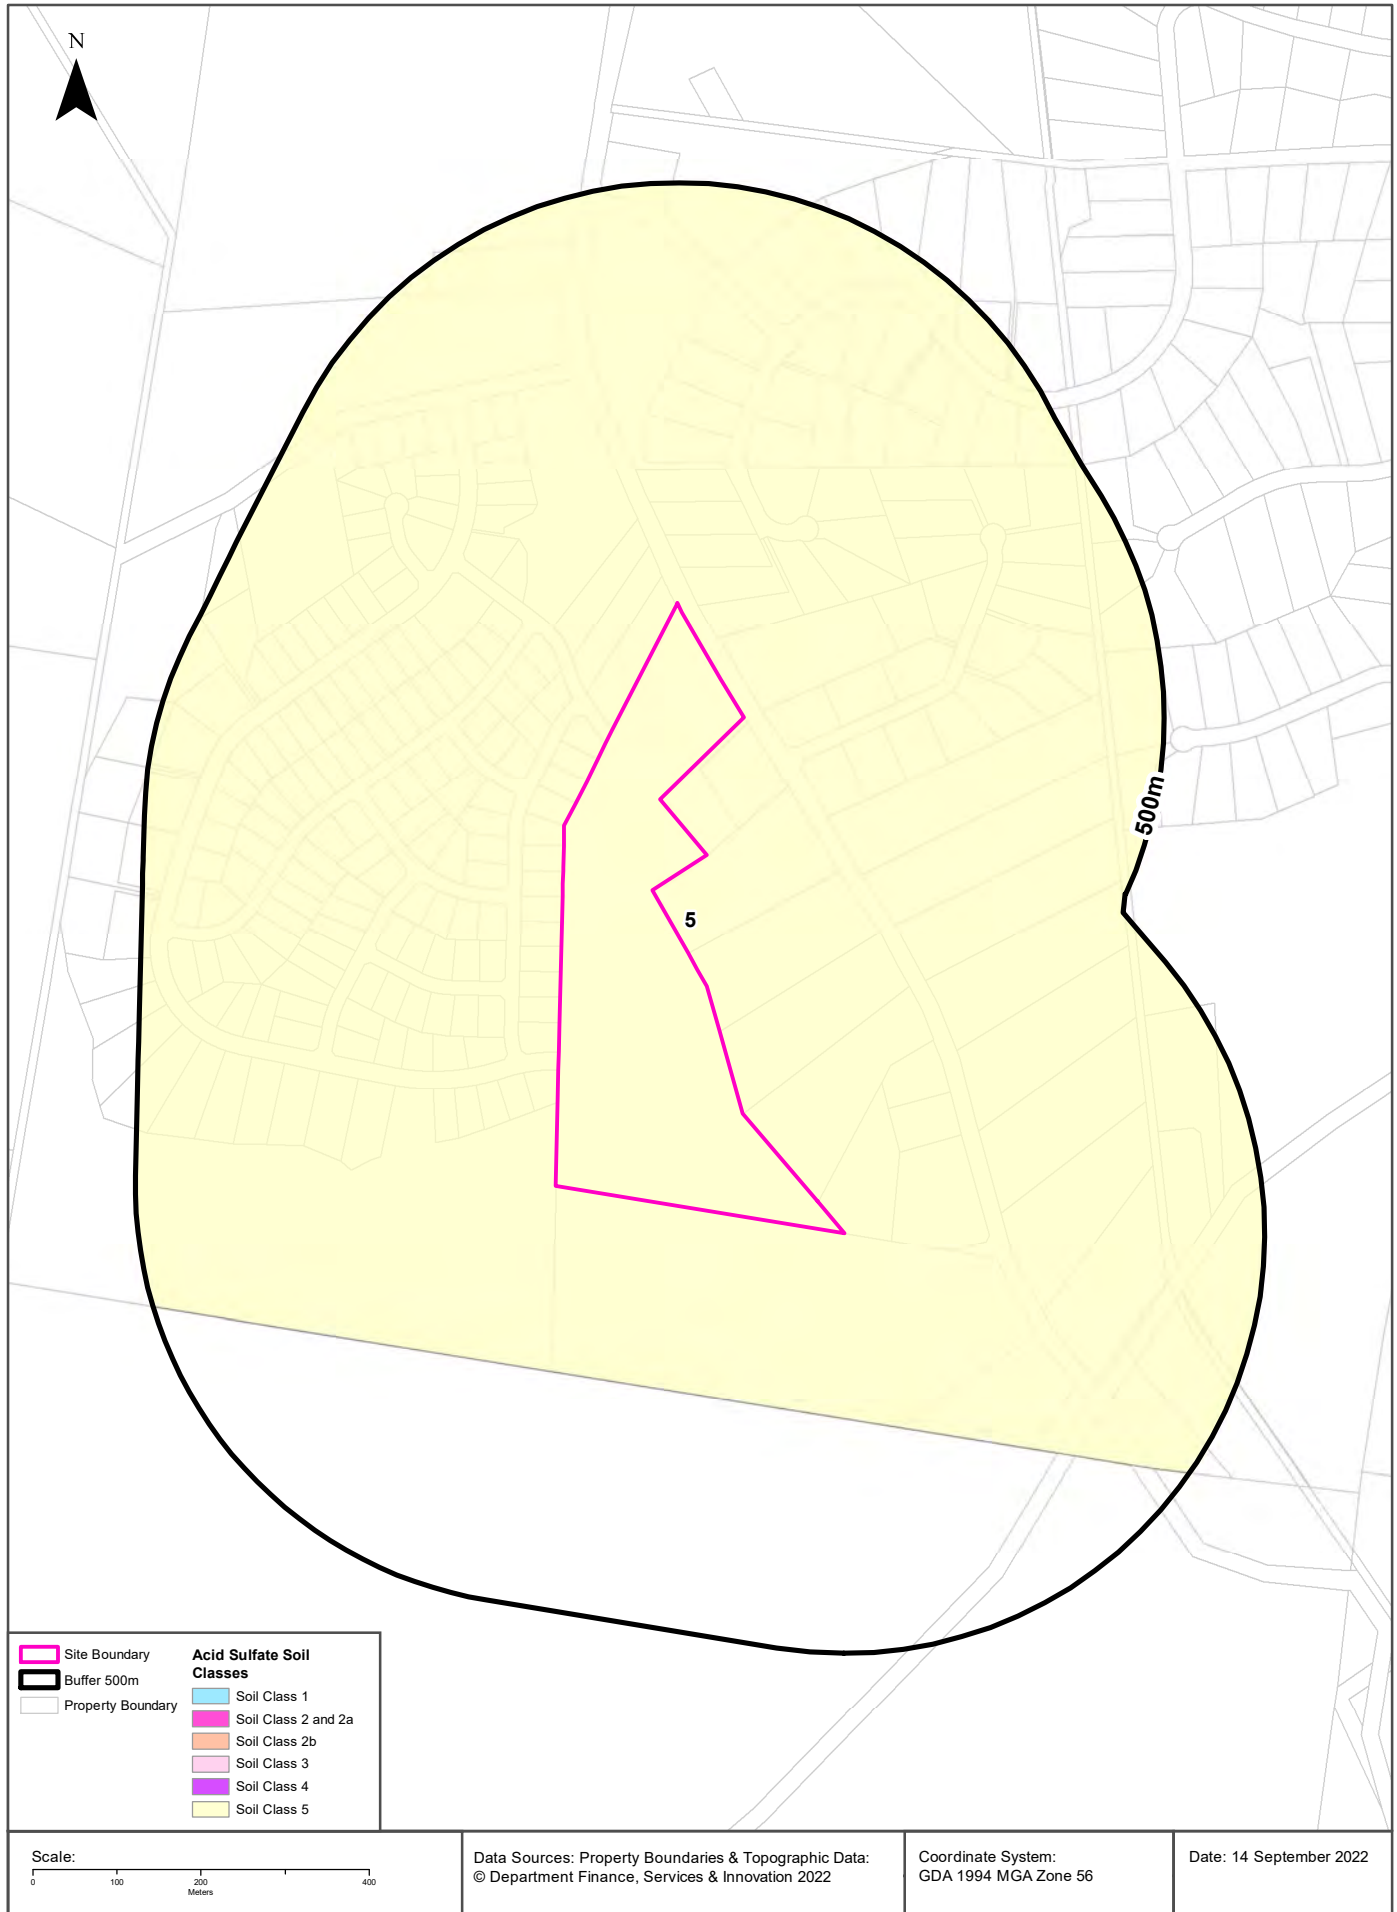 N
500m
5
Site Boundary
Buffer 500m
Property Boundary
Acid Sulfate Soil
Classes
Soil Class 1
Soil Class 2 and 2a
Soil Class 2b
Soil Class 3
Soil Class 4
Soil Class 5
Scale:
0 100 200 400
Meters
Data Sources: Property Boundaries & Topographic Data:
© Department Finance, Services & Innovation 2022
Coordinate System:
GDA 1994 MGA Zone 56
Date: 14 September 2022